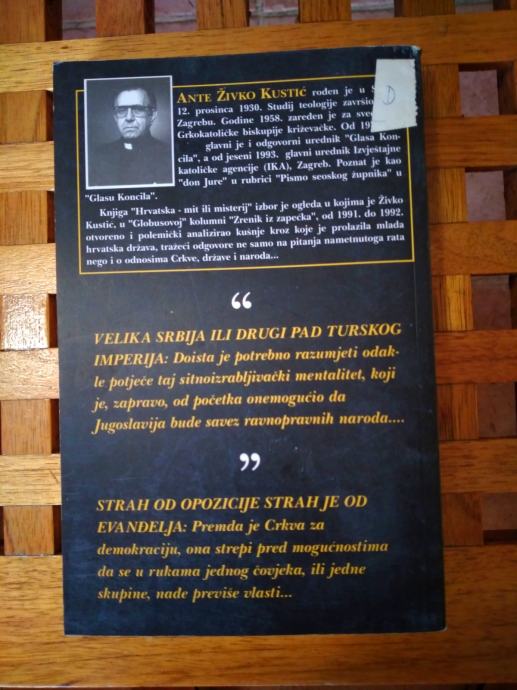 ANTE ŽIVKO KUSTIĆ rođen je u
12. prosinca 1930. Studij teologije završio
Zagrebu. Godine 1958. zaređen je za
Grkokatoličke biskupije križevačke. Od
glavni je i odgovorni urednik "Glasa Kon-
cila", a od jeseni 1993. glavni urednik Izvještajne
katoličke agencije (IKA), Zagreb. Poznat je kao
"don Jure" u rubrici "Pismo seoskog župnika" u
"Glasu Koncila".
Knjiga "Hrvatska - mit ili misterij" izbor je ogleda u kojima je Živko
Kustić, u "Globusovoj" kolumni "Zrenik iz zapečka", od 1991. do 1992.
otvoreno i polemički analizirao kušnje kroz koje je prolazila mlada
hrvatska država, tražeći odgovore ne samo na pitanja nametnutoga rata
nego i o odnosima Crkve, države i naroda...
D
“
VELIKA SRBIJA ILI DRUGI PAD TURSKOG
IMPERIJA: Doista je potrebno razumjeti odak-
le potječe taj sitnoizrabljivački mentalitet, koji
je, zapravo, od početka onemogućio da
Jugoslavija bude savez ravnopravnih naroda....
”
STRAH OD OPOZICIJE STRAH JE OD
EVANĐELJA: Premda je Crkva za
demokraciju, ona strepi pred mogućnostima
da se u rukama jednog čovjeka, ili jedne
skupine, nađe previše vlasti...